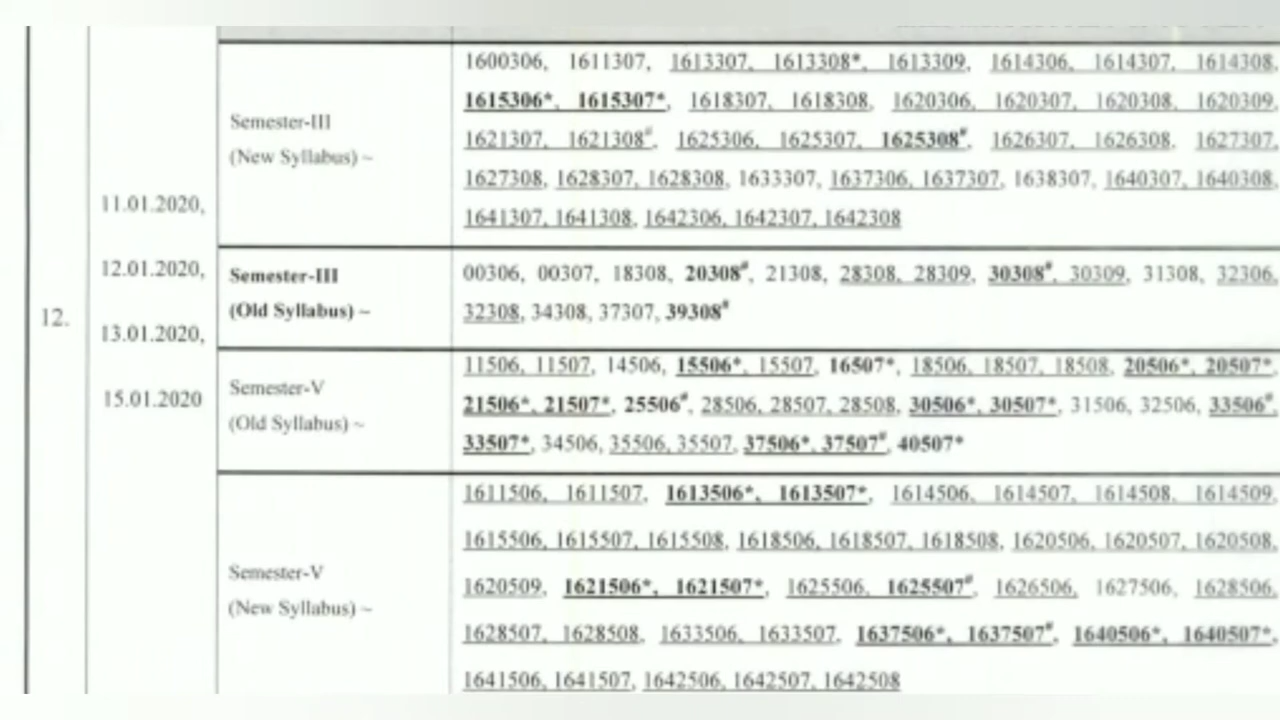 12.
11.01.2020,
12.01.2020,
13.01.2020,
15.01.2020
Semester-III
(New Syllabus) ~
1600306, 1611307, 1613307, 1613308*, 1613309, 1614306, 1614307, 1614308,
1615306*, 1615307*, 1618307, 1618308, 1620306, 1620307, 1620308, 1620309,
1621307, 1621308#, 1625306, 1625307, 1625308#, 1626307, 1626308, 1627307,
1627308, 1628307, 1628308, 1633307, 1637306, 1637307, 1638307, 1640307, 1640308,
1641307, 1641308, 1642306, 1642307, 1642308
Semester-III
(Old Syllabus) ~
00306, 00307, 18308, 20308#, 21308, 28308, 28309, 30308#, 30309, 31308, 32306,
32308, 34308, 37307, 39308#
Semester-V
(Old Syllabus) ~
11506, 11507, 14506, 15506*, 15507, 16507*, 18506, 18507, 18508, 20506*, 20507*,
21506*, 21507*, 25506#, 28506, 28507, 28508, 30506*, 30507*, 31506, 32506, 33506#,
33507*, 34506, 35506, 35507, 37506*, 37507#, 40507*
Semester-V
(New Syllabus) ~
1611506, 1611507, 1613506*, 1613507*, 1614506, 1614507, 1614508, 1614509,
1615506, 1615507, 1615508, 1618506, 1618507, 1618508, 1620506, 1620507, 1620508,
1620509, 1621506*, 1621507*, 1625506, 1625507#, 1626506, 1627506, 1628506,
1628507, 1628508, 1633506, 1633507, 1637506*, 1637507#, 1640506*, 1640507*,
1641506, 1641507, 1642506, 1642507, 1642508